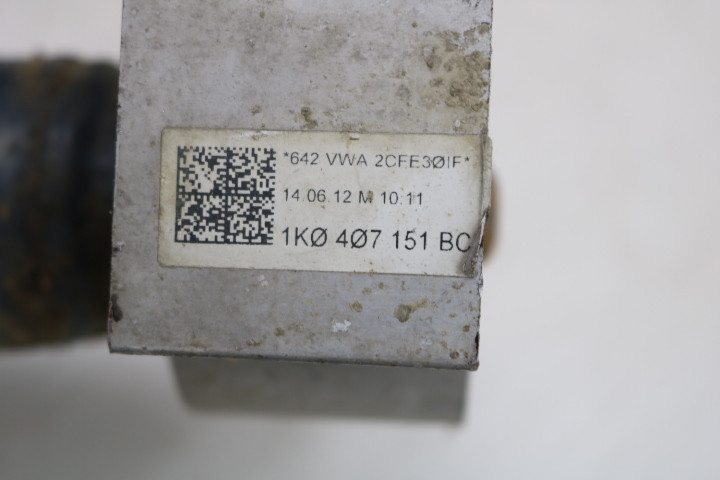 *642 VWA 2CFE3ØIF*
14.06.12 M 10:11
1KØ 4Ø7 151 BC